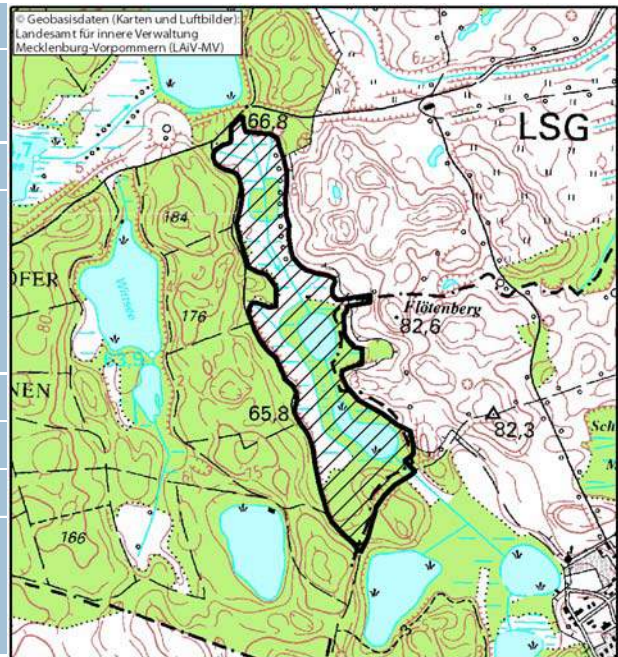 © Geobasisdaten (Karten und Luftbilder):
Landesamt für innere Verwaltung
Mecklenburg-Vorpommern (LAiV-MV)
66,8
LSG
184
ÖFER
176
Flötenberg
82,6
NEN
65,8
82,3
Sch
M
166